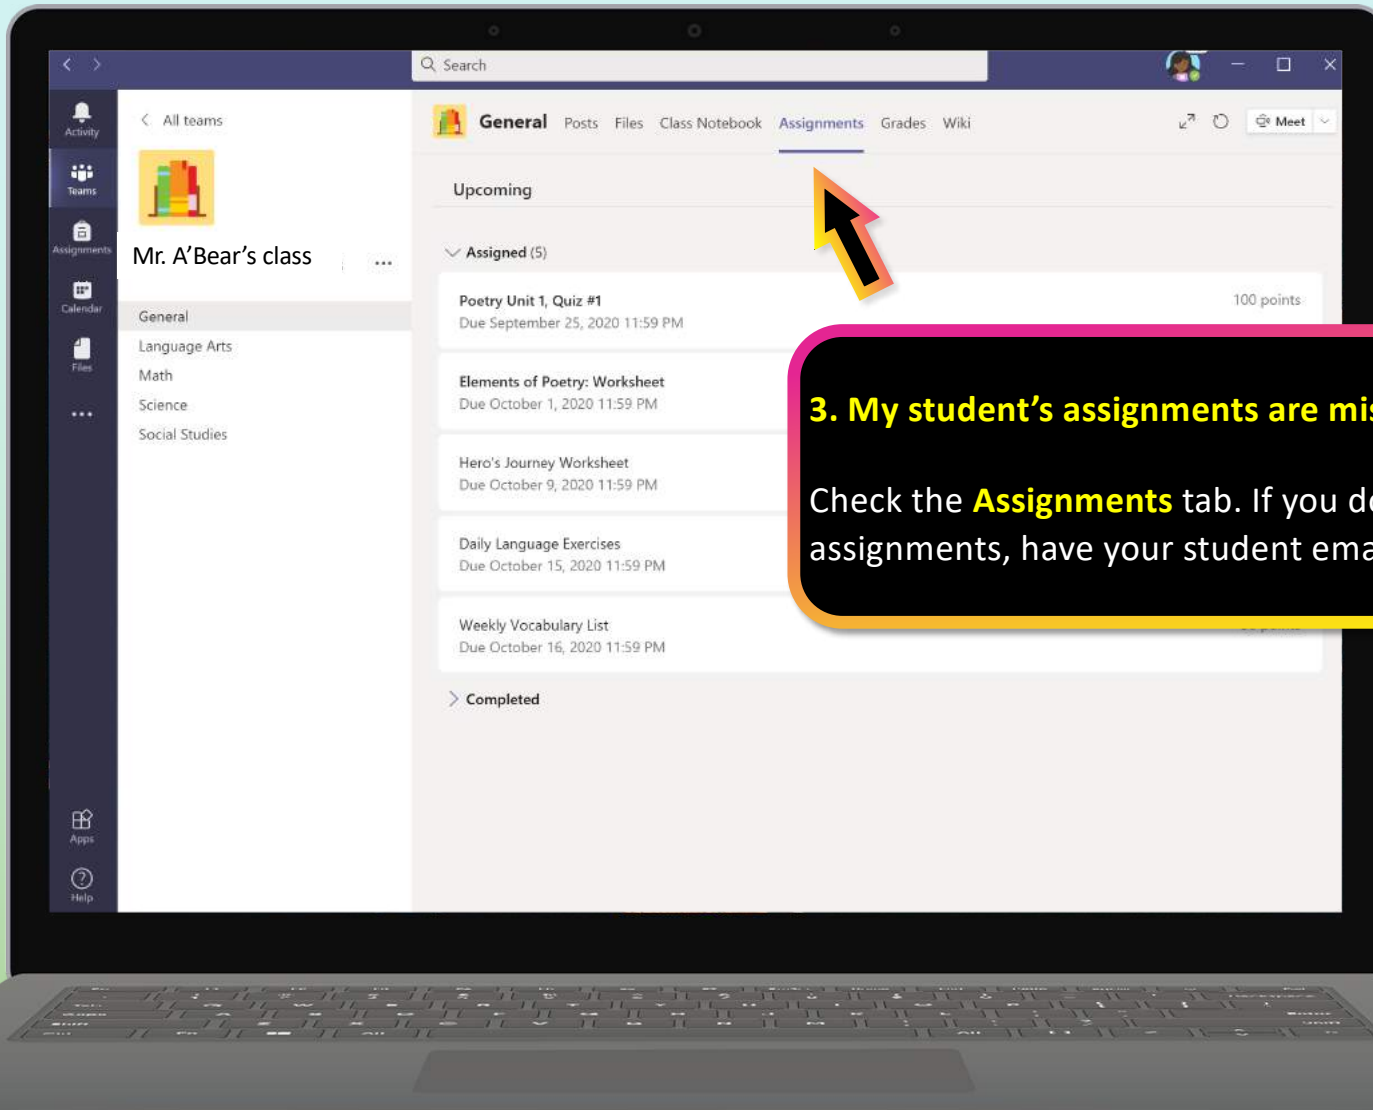 Search
Activity
Teams
Assignments
Calendar
Files
Apps
Help
All teams
Mr. A’Bear’s class
General
Language Arts
Math
Science
Social Studies
General Posts Files Class Notebook Assignments Grades Wiki
Meet
Upcoming
Assigned (5)
Poetry Unit 1, Quiz #1
100 points
Due September 25, 2020 11:59 PM
Elements of Poetry: Worksheet
Due October 1, 2020 11:59 PM
Hero's Journey Worksheet
Due October 9, 2020 11:59 PM
Daily Language Exercises
Due October 15, 2020 11:59 PM
Weekly Vocabulary List
Due October 16, 2020 11:59 PM
Completed
3. My student’s assignments are
Check the Assignments tab. If you
assignments, have your student